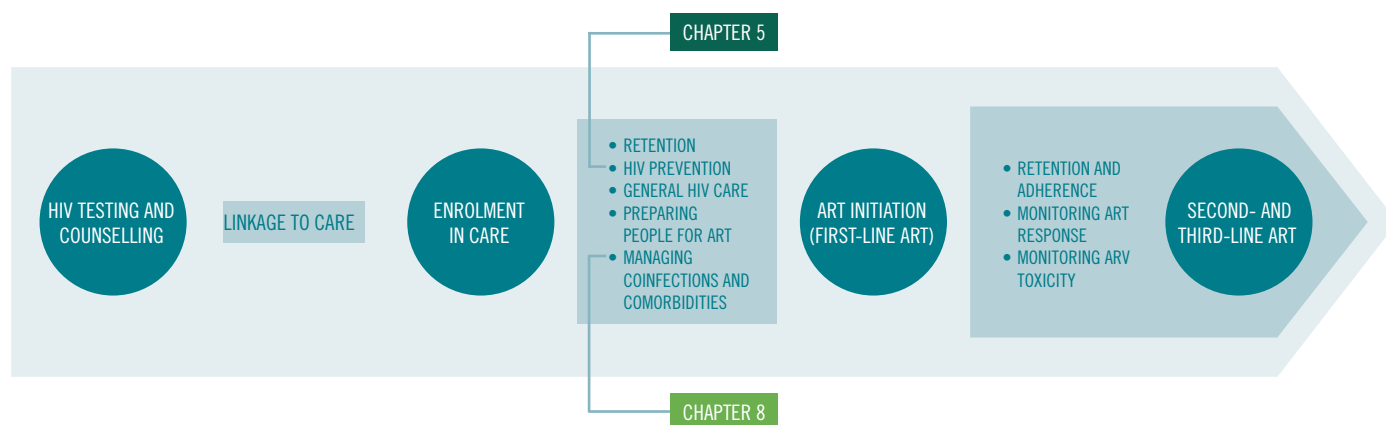 CHAPTER 5
HIV TESTING AND
COUNSELLING
LINKAGE TO CARE
ENROLMENT
IN CARE
• RETENTION
• HIV PREVENTION
• GENERAL HIV CARE
• PREPARING
PEOPLE FOR ART
• MANAGING
COINFECTIONS AND
COMORBIDITIES
ART INITIATION
(FIRST-LINE ART)
• RETENTION AND
ADHERENCE
• MONITORING ART
RESPONSE
• MONITORING ARV
TOXICITY
SECOND- AND
THIRD-LINE ART
CHAPTER 8